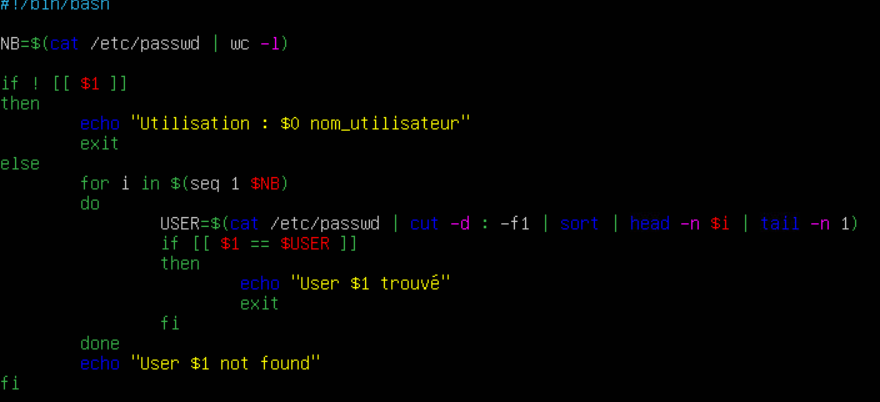 #!/bin/bash
NB=$(cat /etc/passwd | wc -l)
if ! [[ $1 ]]
then
echo "Utilisation : $0 nom_utilisateur"
exit
else
for i in $(seq 1 $NB)
do
USER=$(cat /etc/passwd | cut -d : -f1 | sort | head -n $i | tail -n 1)
if [[ $1 == $USER ]]
then
echo "User $1 trouvé"
exit
fi
done
echo "User $1 not found"
fi